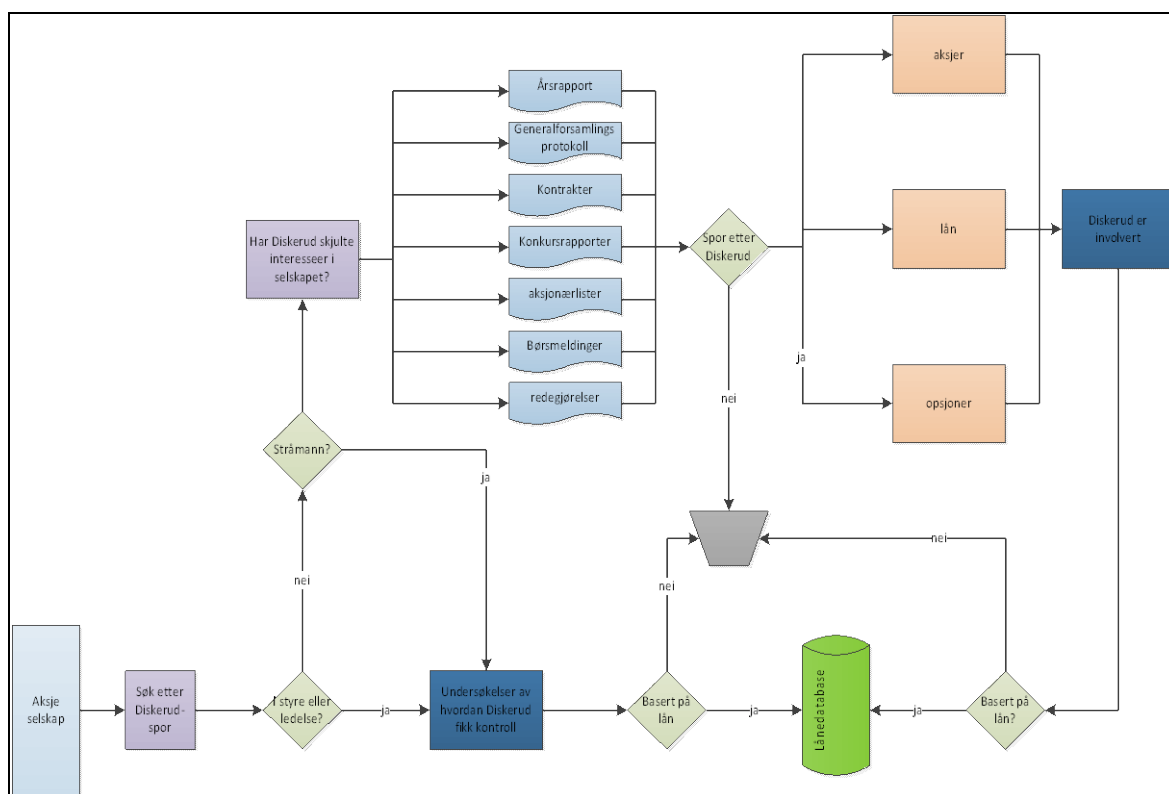 Aksje
selskap
Søk etter
Diskerud-
spor
I styre eller
ledelse?
nei
ja
Stråmann?
ja
Har Diskerud skjulte
interesseer i
selskapet?
Årsrapport
Generalforsamlings
protokoll
Kontrakter
Konkursrapporter
aksjonærlister
Børsmeldinger
redegjørelser
Spor etter
Diskerud
nei
ja
aksjer
lån
opsjoner
Diskerud er
involvert
Undersøkelser av
hvordan Diskerud
fikk kontroll
Basert på
lån
nei
ja
Lånedatabase
ja
Basert på
lån?
nei